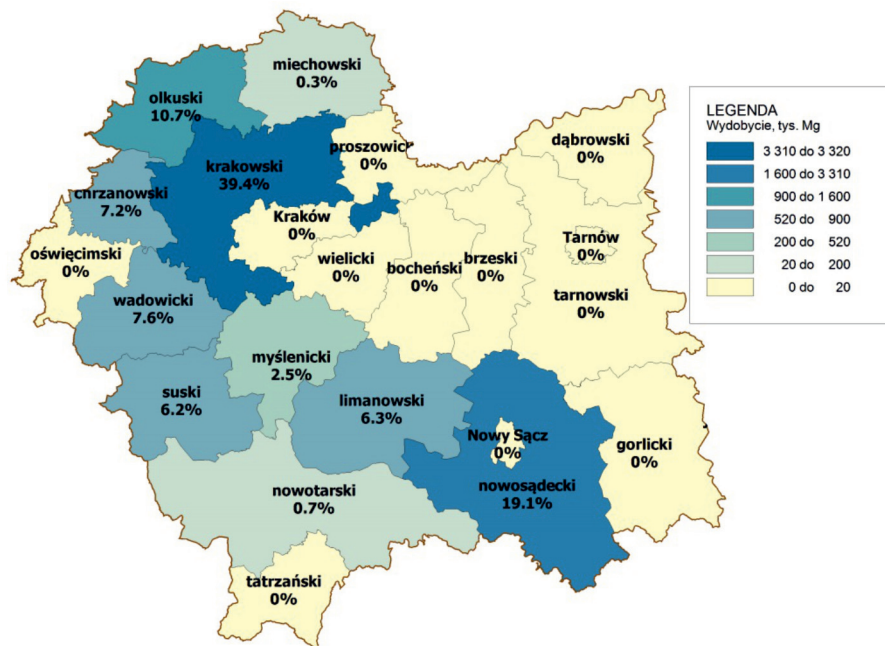 miechowski
0.3%
olkuski
10.7%
proszowicki
0%
dąbrowski
0%
krakowski
39.4%
chrzanowski
7.2%
Kraków
0%
Tarnów
0%
oświęcimski
0%
wielicki
0%
bocheński
0%
brzeski
0%
wadowicki
7.6%
tarnowski
0%
myślenicki
2.5%
suski
6.2%
limanowski
6.3%
Nowy Sącz
0%
gorlicki
0%
nowosądecki
19.1%
nowotarski
0.7%
tatrzański
0%
LEGENDA
Wydobycie, tys. Mg
3 310 do 3 320
1 600 do 3 310
900 do 1 600
520 do 900
200 do 520
20 do 200
0 do 20